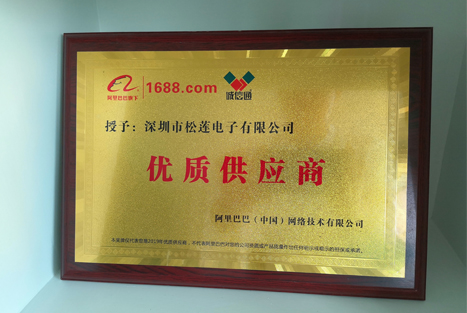 阿里巴巴旗下
1688.com
诚信通
授予：深圳市松莲电子有限公司
优质供应商
阿里巴巴（中国）网络技术有限公司